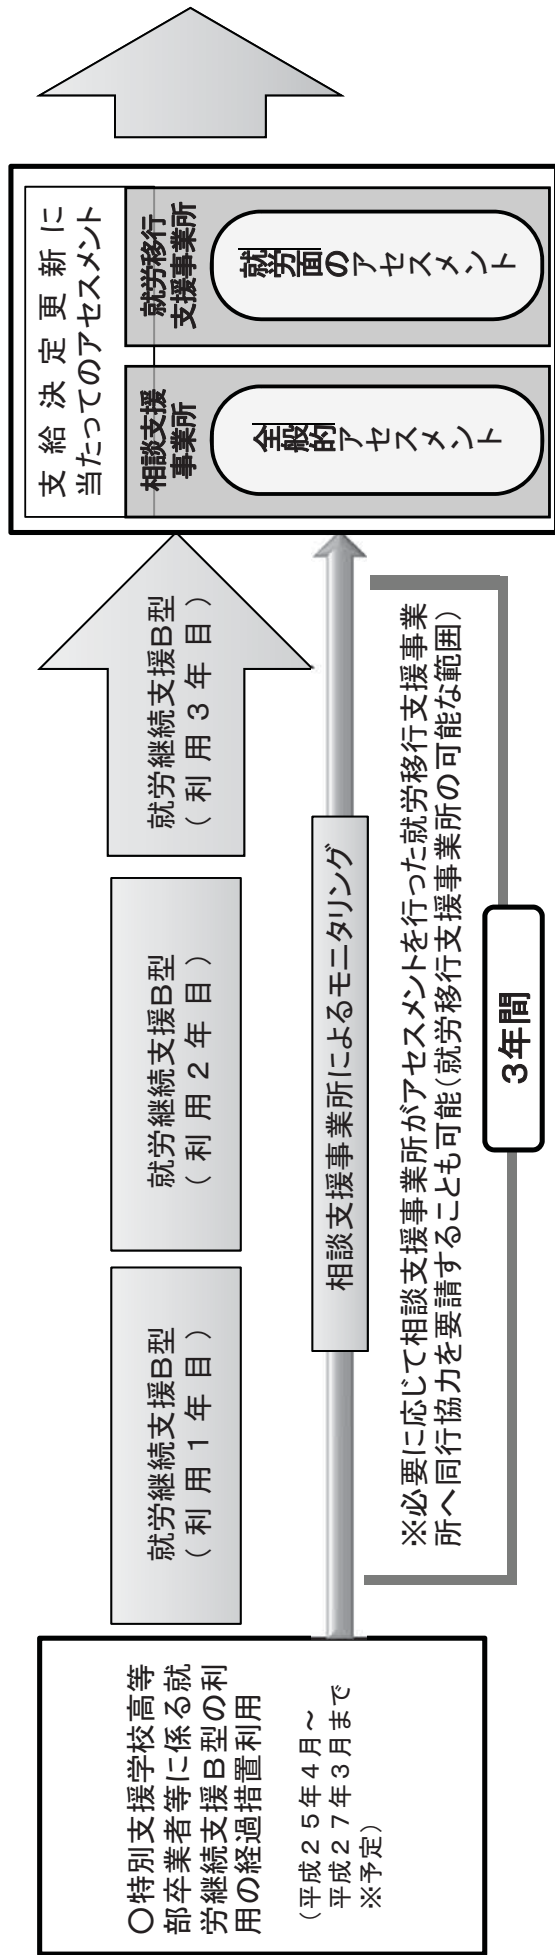 〇特別支援学校高等
部卒業者等に係る就
労継続支援B型の利
用の経過措置利用
(平成25年4月～
平成27年3月まで
※予定)
就労継続支援B型
(利用1年目)
就労継続支援B型
(利用2年目)
就労継続支援B型
(利用3年目)
相談支援事業所によるモニタリング
※必要に応じて相談支援事業所がアセスメントを行った就労移行支援事業
所へ同行協力を要請することも可能(就労移行支援事業所の可能な範囲)
3年間
支給決定更新に
当たってのアセスメント
相談支援
事業所
全般的
アセスメント
就労移行
支援事業所
就労面の
アセスメント